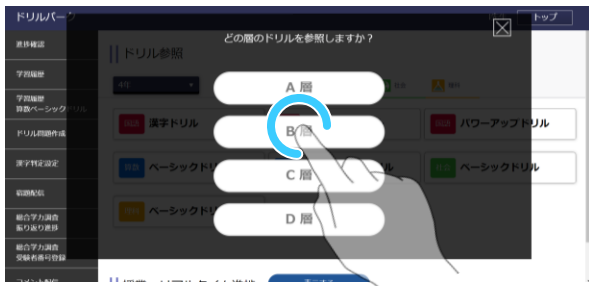 ドリルパーク
トップ
どの層のドリルを参照しますか？
進捗確認
ドリル参照
学習履歴
4年
A 層
学習履歴
算数ベーシックドリル
漢字ドリル
B 層
パワーアップドリル
ドリル問題作成
漢字判定設定
ベーシックドリ
C 層
ル
ベーシックドリル
宿題配信
総合学力調査
振り返り進捗
ベーシックドリ
D 層
総合学力調査
受験者番号登録